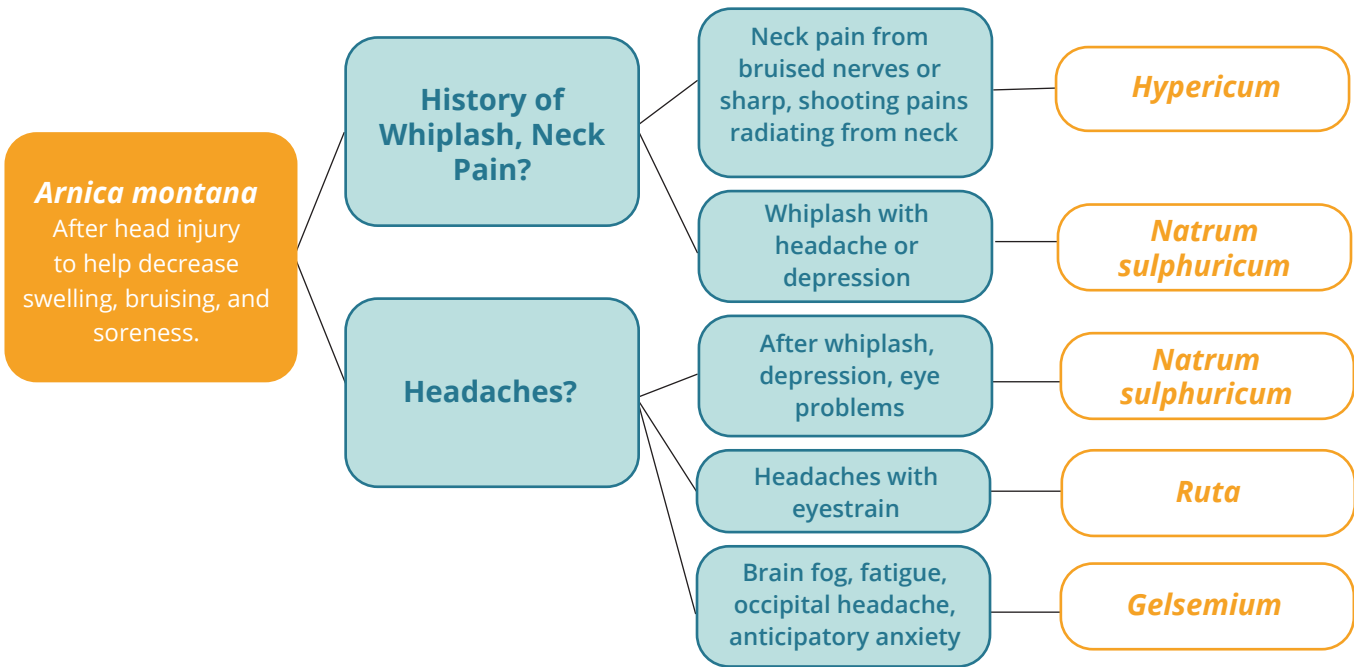 Arnica montana
After head injury
to help decrease
swelling, bruising, and
soreness.
History of
Whiplash, Neck
Pain?
Neck pain from
bruised nerves or
sharp, shooting pains
radiating from neck
Hypericum
Whiplash with
headache or
depression
Natrum
sulphuricum
Headaches?
After whiplash,
depression, eye
problems
Natrum
sulphuricum
Headaches with
eyestrain
Ruta
Brain fog, fatigue,
occipital headache,
anticipatory anxiety
Gelsemium